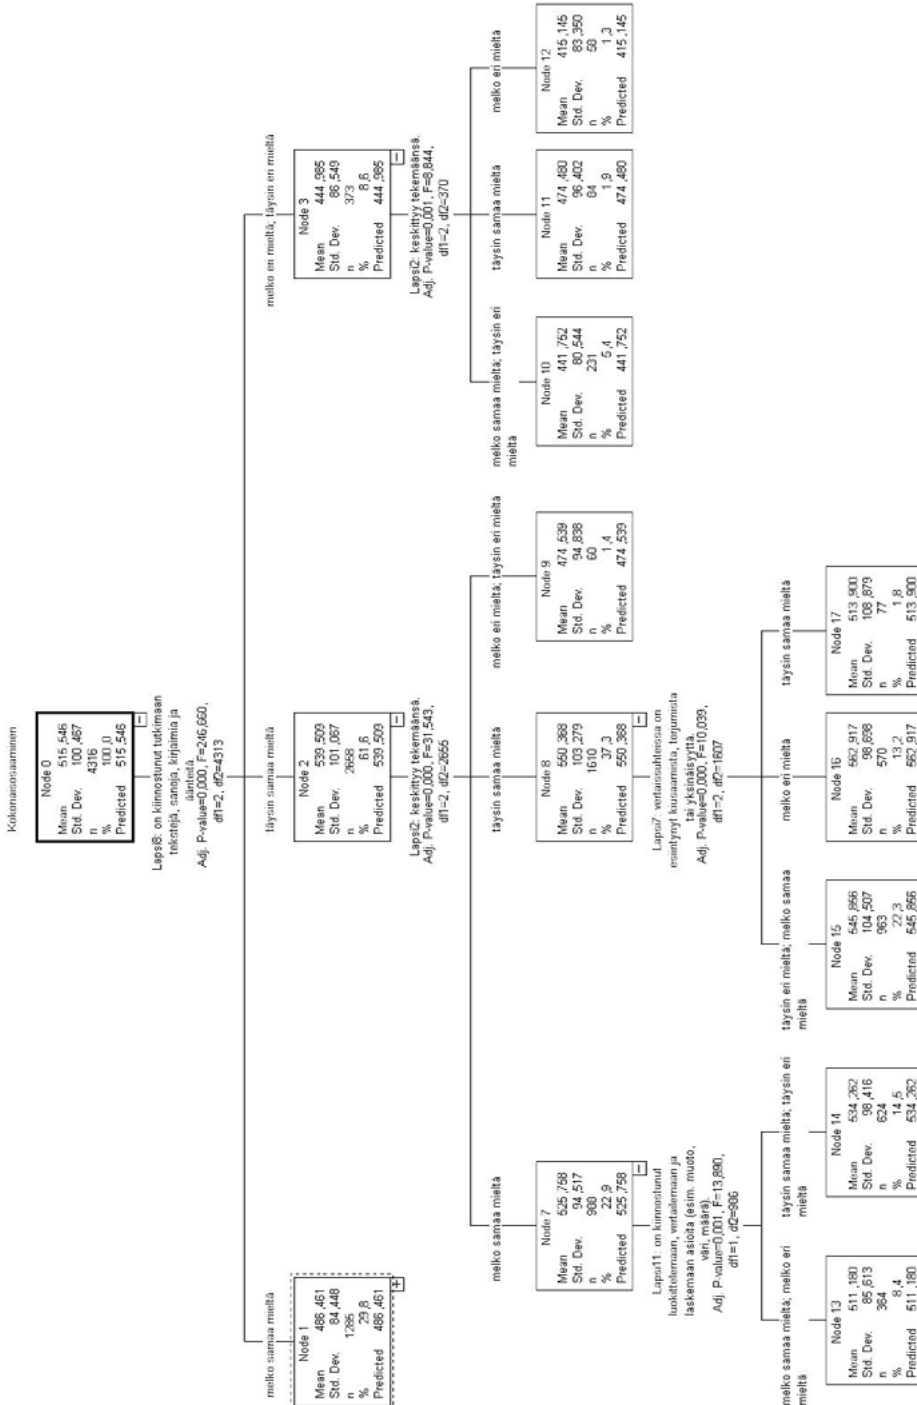 Kokonaisosaaminen
Node 0
Mean 515,546
Std. Dev. 100,467
n 4316
% 100,0
Predicted 515,546
Lapsi8: on kiinnostunut tutkimaan
tekstejä, sanoja, kirjaimia ja
äänteitä.
Adj. P-value=0,000, F=246,660,
df1=2, df2=4313
melko samaa mieltä
Node 1
Mean 486,461
Std. Dev. 84,448
n 1285
% 29,8
Predicted 486,461
täysin samaa mieltä
Node 2
Mean 539,509
Std. Dev. 101,067
n 2658
% 61,6
Predicted 539,509
Lapsi2: keskittyy tekemäänsä.
Adj. P-value=0,000, F=31,543,
df1=2, df2=2655
melko eri mieltä; täysin eri mieltä
Node 3
Mean 444,985
Std. Dev. 86,549
n 373
% 8,6
Predicted 444,985
Lapsi2: keskittyy tekemäänsä.
Adj. P-value=0,001, F=8,844,
df1=2, df2=370
melko samaa mieltä
Node 7
Mean 525,758
Std. Dev. 94,517
n 988
% 22,9
Predicted 525,758
Lapsi11: on kiinnostunut
luokittelemaan, vertailemaan ja
laskemaan asioita (esim. muoto,
väri, määrä).
Adj. P-value=0,001, F=13,890,
df1=1, df2=986
täysin samaa mieltä
Node 8
Mean 550,368
Std. Dev. 103,279
n 1610
% 37,3
Predicted 550,368
Lapsi7: vertaissuhteissa on
esiintynyt kiusaamista, torjumista
tai yksinäisyyttä.
Adj. P-value=0,000, F=10,039,
df1=2, df2=1607
melko eri mieltä; täysin eri mieltä
Node 9
Mean 474,539
Std. Dev. 94,838
n 60
% 1,4
Predicted 474,539
melko samaa mieltä; täysin eri
mieltä
Node 10
Mean 441,752
Std. Dev. 80,544
n 231
% 5,4
Predicted 441,752
täysin samaa mieltä
Node 11
Mean 474,480
Std. Dev. 96,402
n 84
% 1,9
Predicted 474,480
melko eri mieltä
Node 12
Mean 415,145
Std. Dev. 83,350
n 58
% 1,3
Predicted 415,145
melko samaa mieltä; melko eri
mieltä
Node 13
Mean 511,180
Std. Dev. 85,613
n 364
% 8,4
Predicted 511,180
täysin samaa mieltä; täysin eri
mieltä
Node 14
Mean 534,262
Std. Dev. 98,416
n 624
% 14,5
Predicted 534,262
täysin eri mieltä; melko samaa
mieltä
Node 15
Mean 545,856
Std. Dev. 104,507
n 963
% 22,3
Predicted 545,856
melko eri mieltä
Node 16
Mean 562,917
Std. Dev. 98,698
n 570
% 13,2
Predicted 562,917
täysin samaa mieltä
Node 17
Mean 513,900
Std. Dev. 108,879
n 77
% 1,8
Predicted 513,900